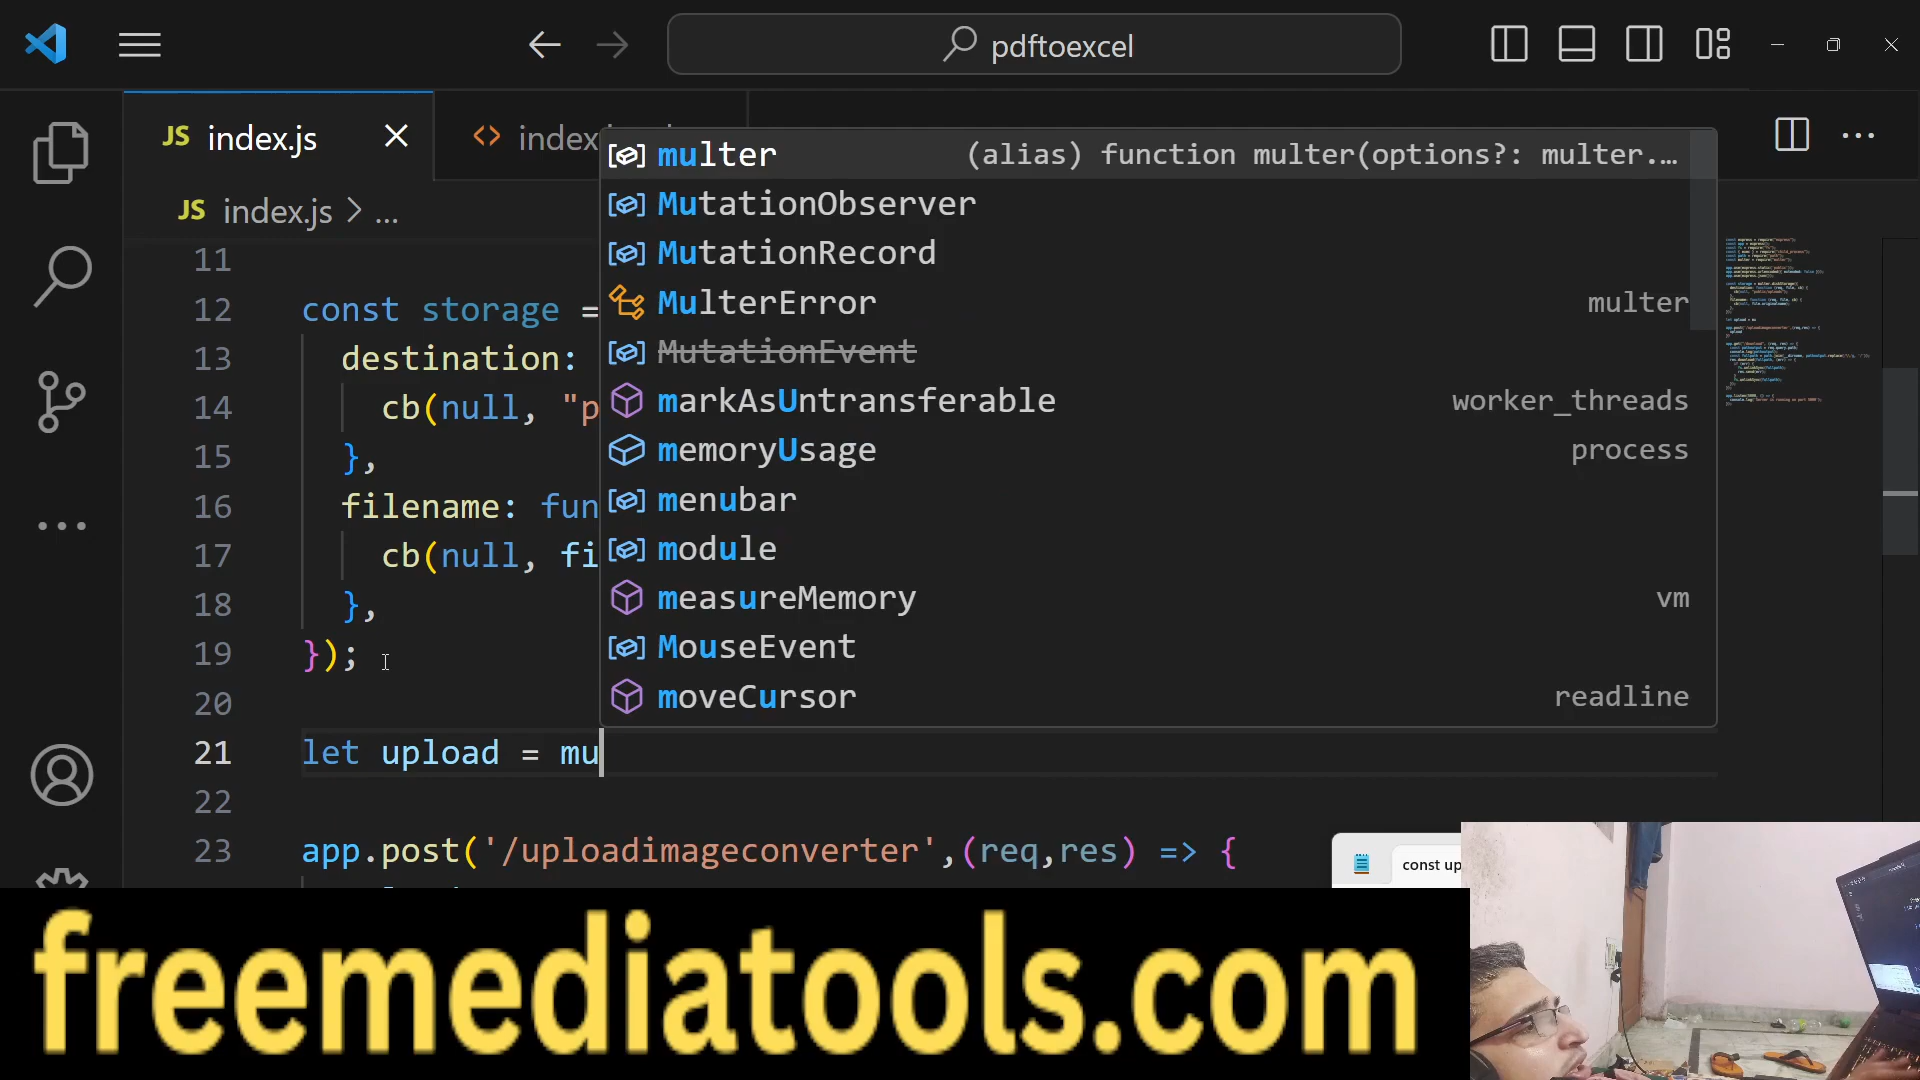 pdftoexcel
JS index.js
<> index
JS index.js > ...
multer (alias) function multer(options?: multer.…
MutationObserver
MutationRecord
MulterError multer
MutationEvent
markAsUntransferable worker_threads
memoryUsage process
menubar
module
measureMemory vm
MouseEvent
moveCursor readline
11
12 const storage =
13 destination:
14 cb(null, "p
15 },
16 filename: fun
17 cb(null, fi
18 },
19 });
20
21 let upload = mu
22
23 app.post('/uploadimageconverter',(req,res) => {
const up
freemediatools.com